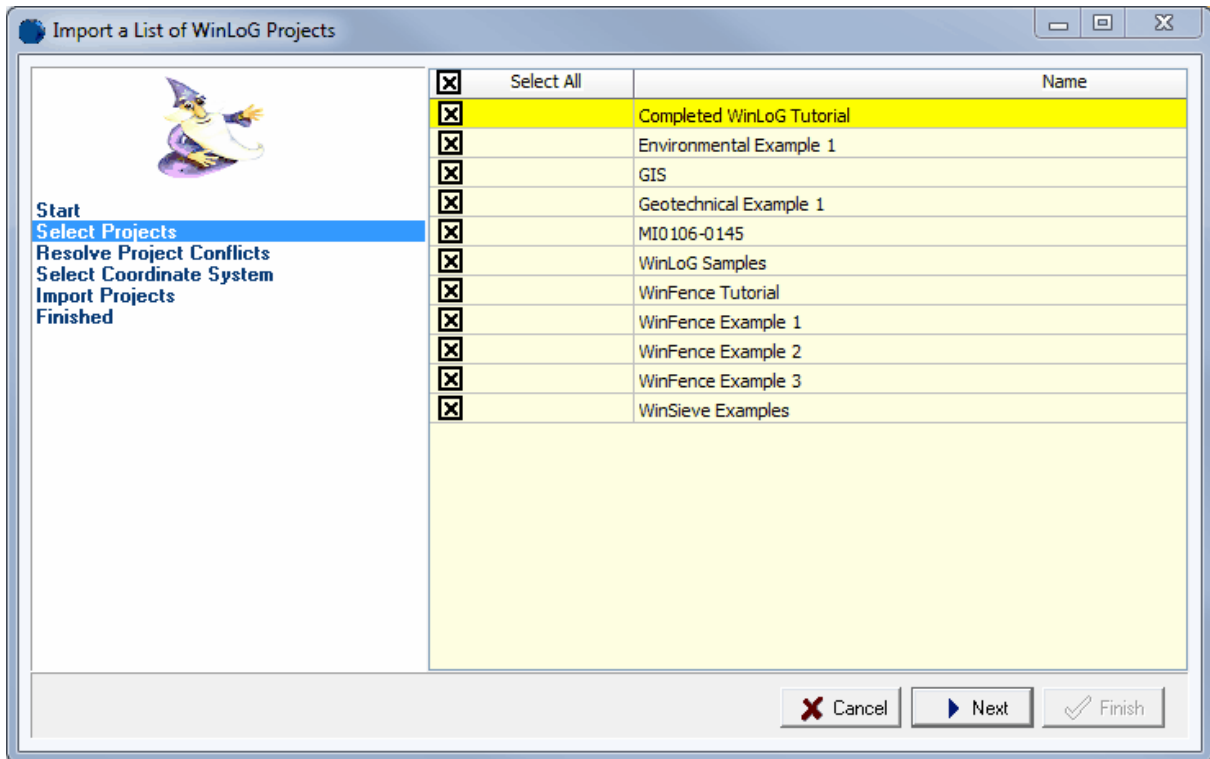 Import a List of WinLoG Projects
Start
Select Projects
Resolve Project Conflicts
Select Coordinate System
Import Projects
Finished
Select All Name
Completed WinLoG Tutorial
Environmental Example 1
GIS
Geotechnical Example 1
MI0106-0145
WinLoG Samples
WinFence Tutorial
WinFence Example 1
WinFence Example 2
WinFence Example 3
WinSieve Examples
Cancel Next Finish